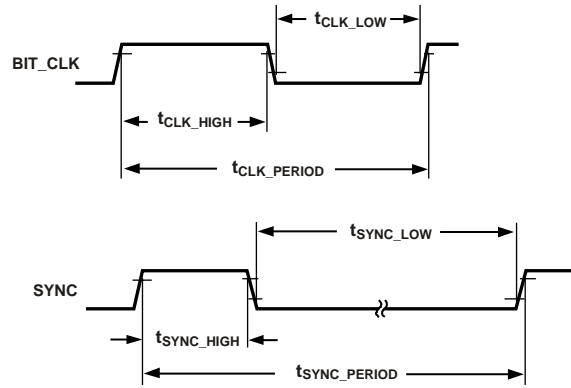 tCLK_LOW
BIT_CLK
tCLK_HIGH
tCLK_PERIOD
tSYNC_LOW
SYNC
tSYNC_HIGH
tSYNC_PERIOD